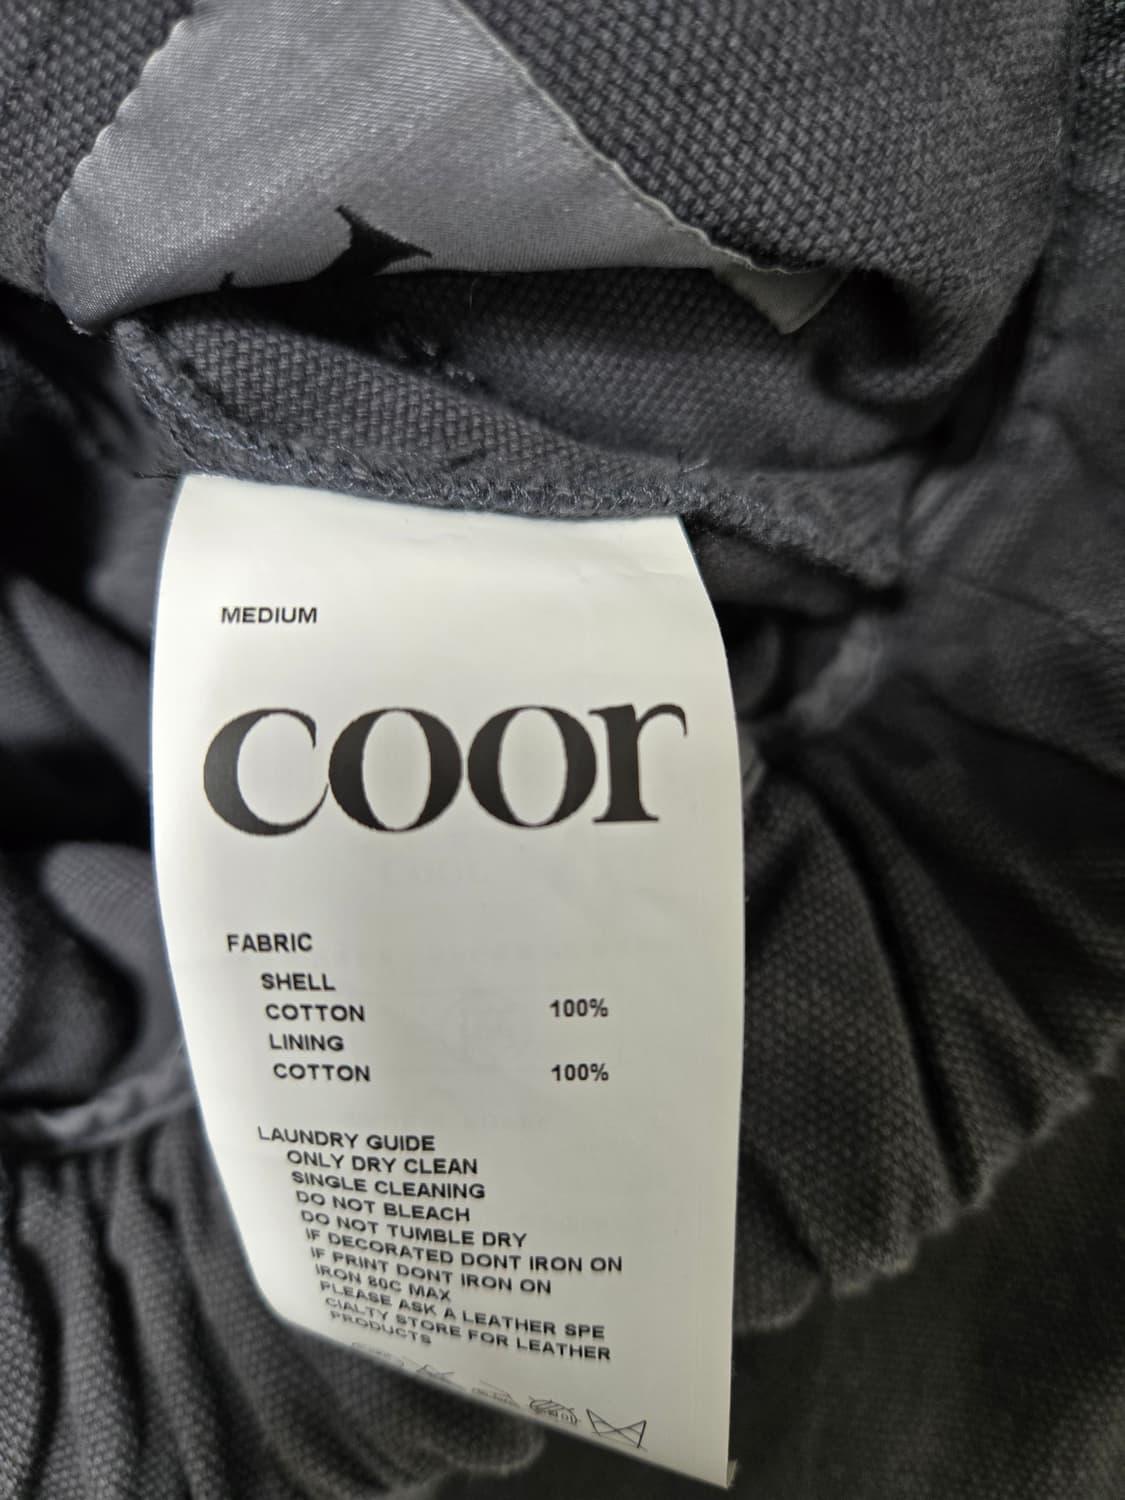 MEDIUM
coor
FABRIC
SHELL
COTTON 100%
LINING
COTTON 100%
LAUNDRY GUIDE
ONLY DRY CLEAN
SINGLE CLEANING
DO NOT BLEACH
DO NOT TUMBLE DRY
IF DECORATED DONT IRON ON
IF PRINT DONT IRON ON
IRON 80C MAX
PLEASE ASK A LEATHER SPE
CIALTY STORE FOR LEATHER
PRODUCTS